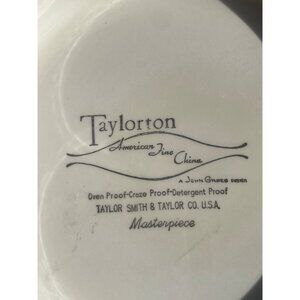 Taylorton
American Fine
China
A JOHN GILKES DESIGN
Oven Proof-Craze Proof-Detergent Proof
TAYLOR SMITH & TAYLOR CO. U.S.A.
Masterpiece